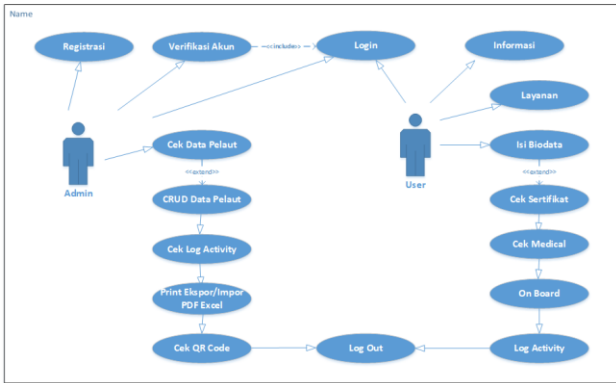 Name
Registrasi
Verifikasi Akun
<<include>>
Login
Informasi
Layanan
Admin
Cek Data Pelaut
User
Isi Biodata
<<extend>>
<<extend>>
CRUD Data Pelaut
Cek Sertifikat
Cek Log Activity
Cek Medical
Print Ekspor/Impor
PDF Excel
On Board
Cek QR Code
Log Out
Log Activity